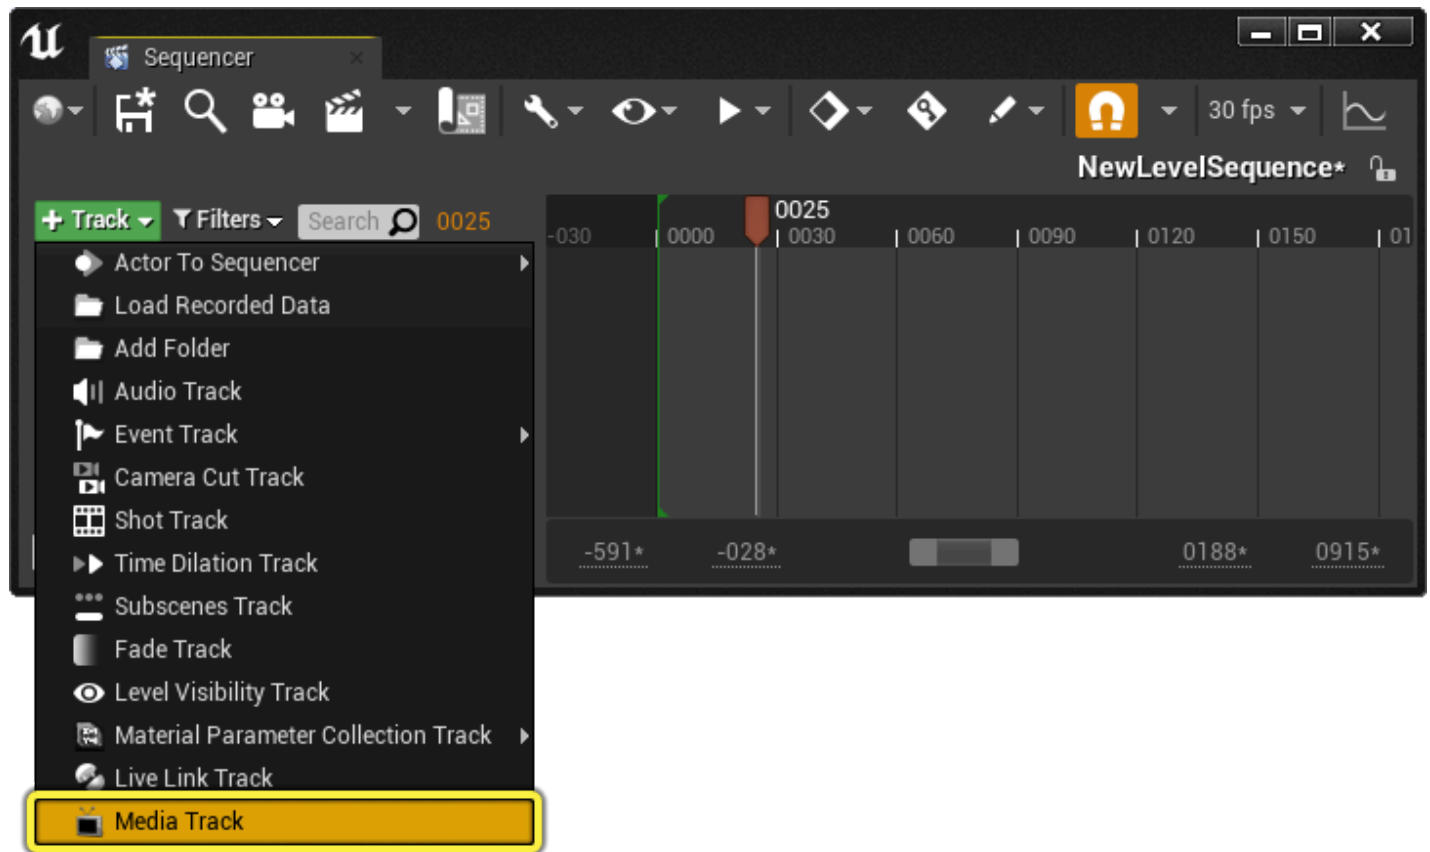 Sequencer
30 fps
NewLevelSequence*
+ Track Filters Search 0025
0025
-030 0000 0030 0060 0090 0120 0150 01
Actor To Sequencer
Load Recorded Data
Add Folder
Audio Track
Event Track
Camera Cut Track
Shot Track
Time Dilation Track
Subscenes Track
Fade Track
Level Visibility Track
Material Parameter Collection Track
Live Link Track
Media Track
-591* -028* 0188* 0915*